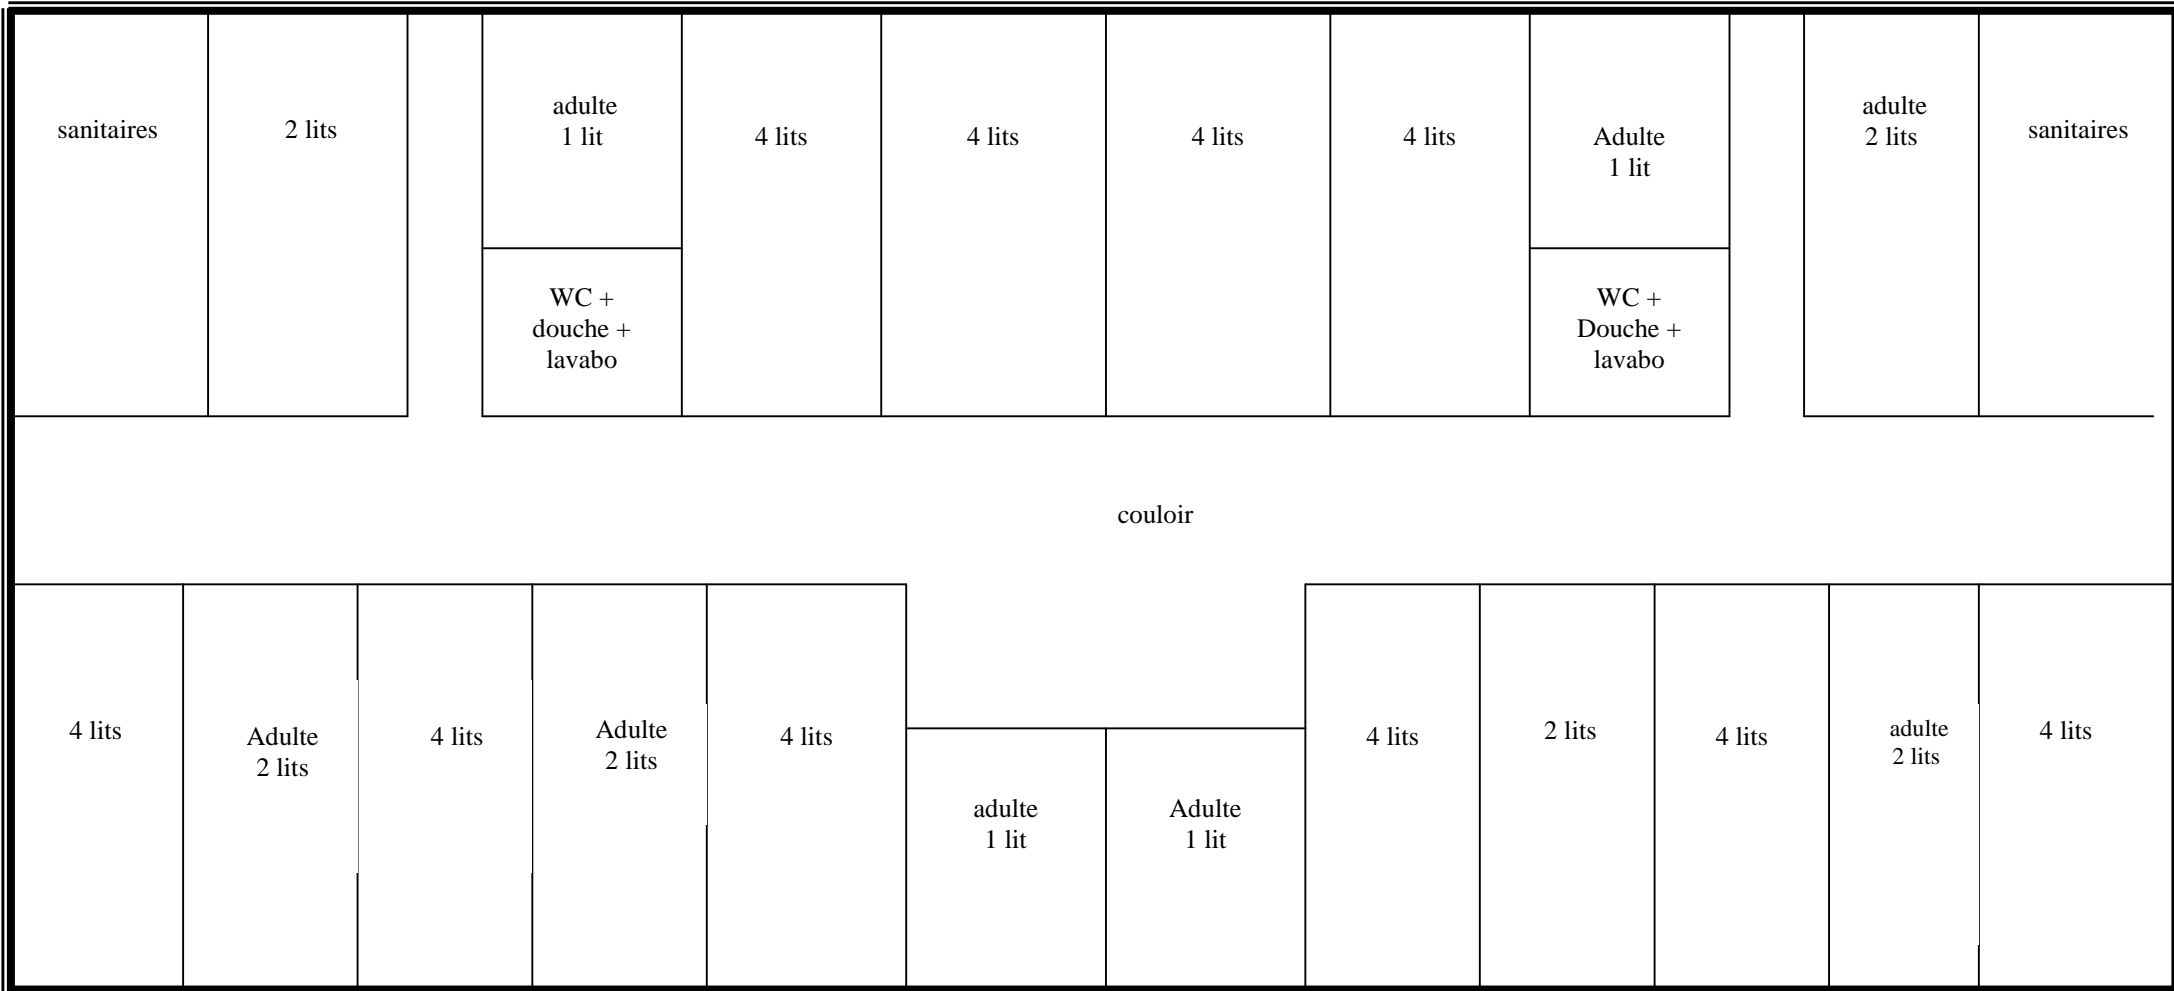 sanitaires
2 lits
adulte
1 lit
4 lits
4 lits
4 lits
4 lits
Adulte
1 lit
adulte
2 lits
sanitaires
WC +
douche +
lavabo
WC +
Douche +
lavabo
couloir
4 lits
Adulte
2 lits
4 lits
Adulte
2 lits
4 lits
adulte
1 lit
Adulte
1 lit
4 lits
2 lits
4 lits
adulte
2 lits
4 lits